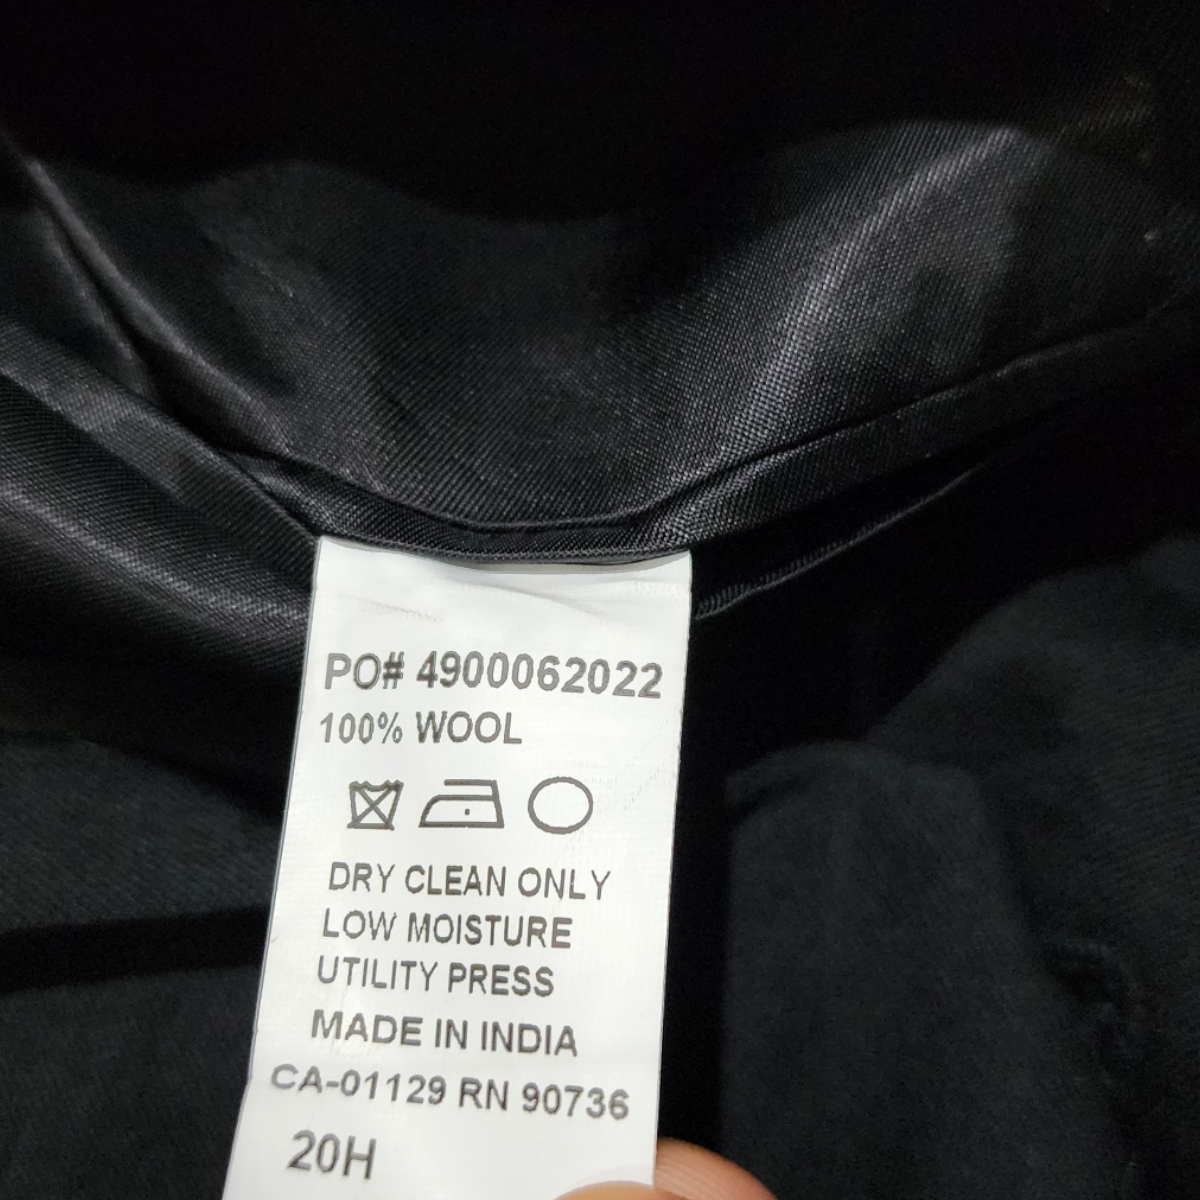 PO# 4900062022
100% WOOL
DRY CLEAN ONLY
LOW MOISTURE
UTILITY PRESS
MADE IN INDIA
CA-01129 RN 90736
20H